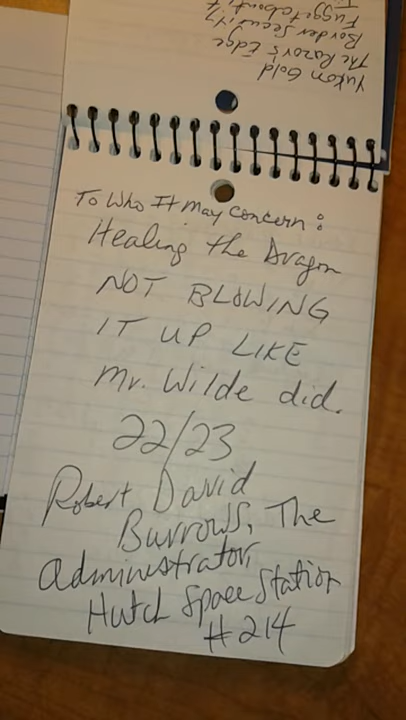 Yukon Gold
The Razor's Edge
Border Security
Fuggetaboutit
To Who It May Concern:
Healing the Dragon
NOT BLOWING
IT UP LIKE
Mr. Wilde did.
22/23
Robert David
Burrows, The
Administrator,
Hutch Space Station
#214